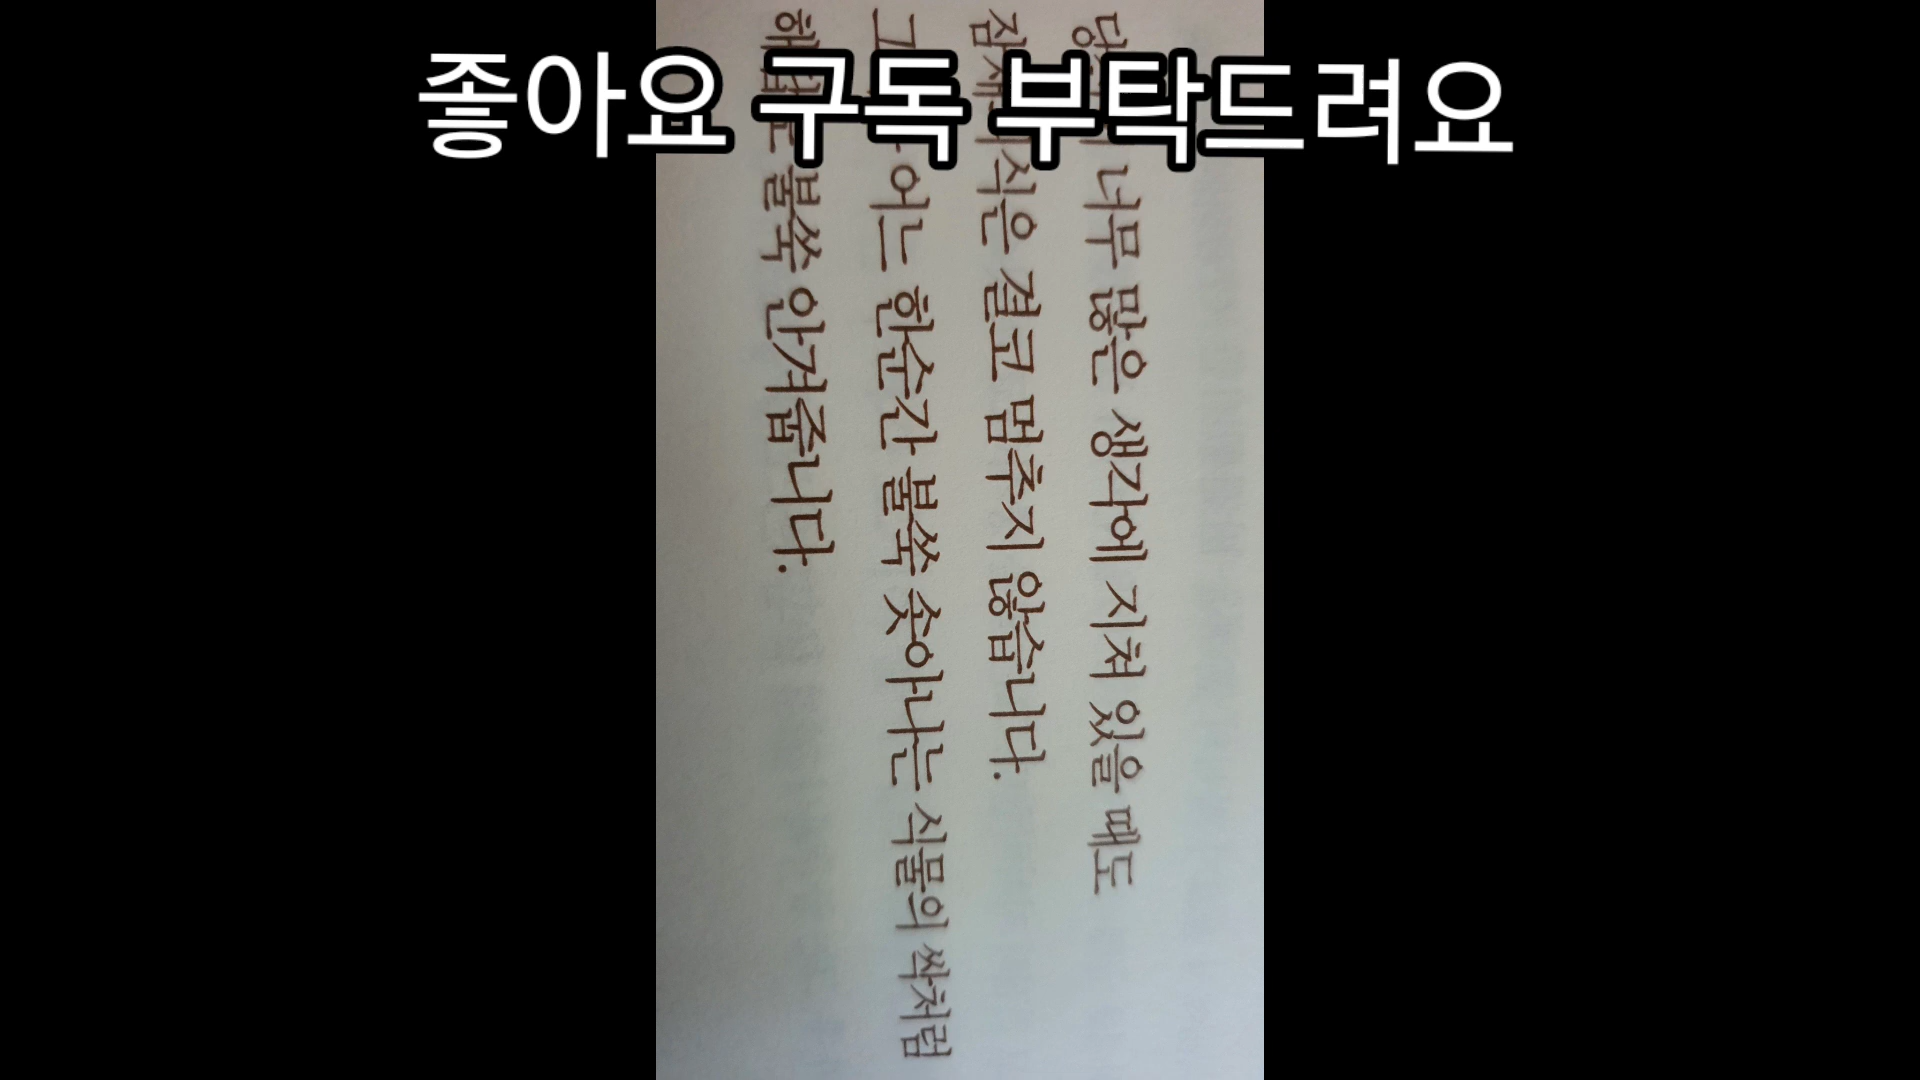 좋아요 구독 부탁드려요
너무 많은 생각에 지쳐 있을 때도
결코 멈추지 않습니다.
어느 한순간 불쑥 솟아나는 식물의 싹처럼
불쑥 안겨줍니다.